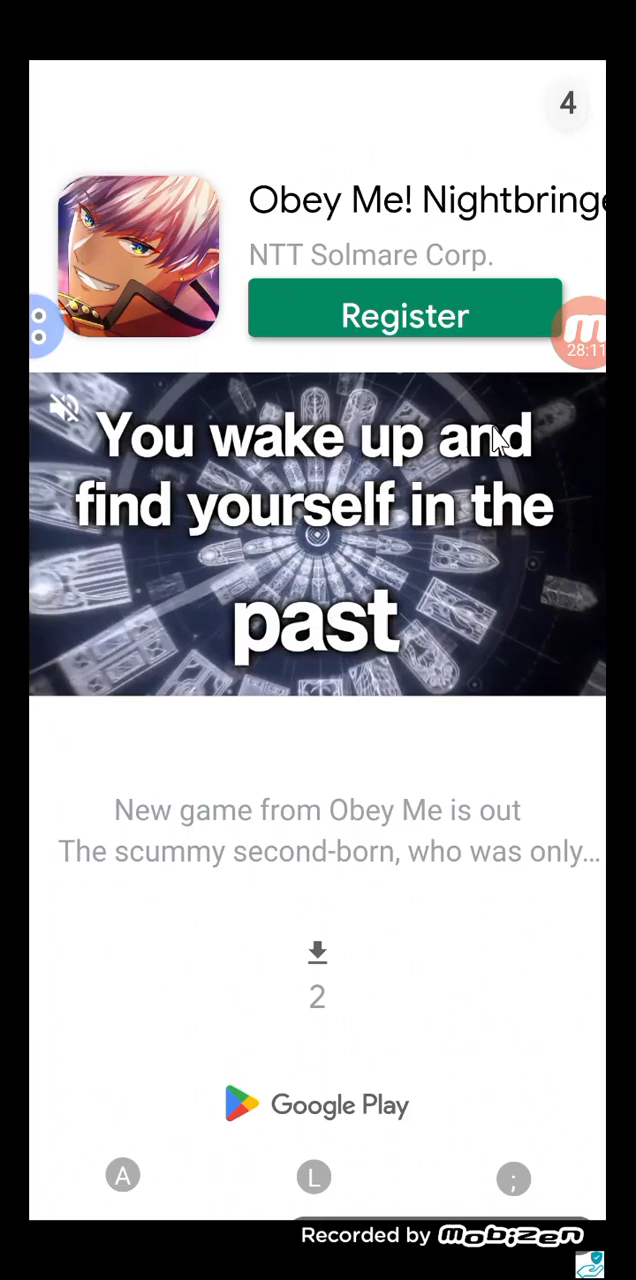 4
Obey Me! Nightbringe
NTT Solmare Corp.
Register
28:11
You wake up and
find yourself in the
past
New game from Obey Me is out
The scummy second-born, who was only...
2
Google Play
A
L
;
Recorded by mobizen